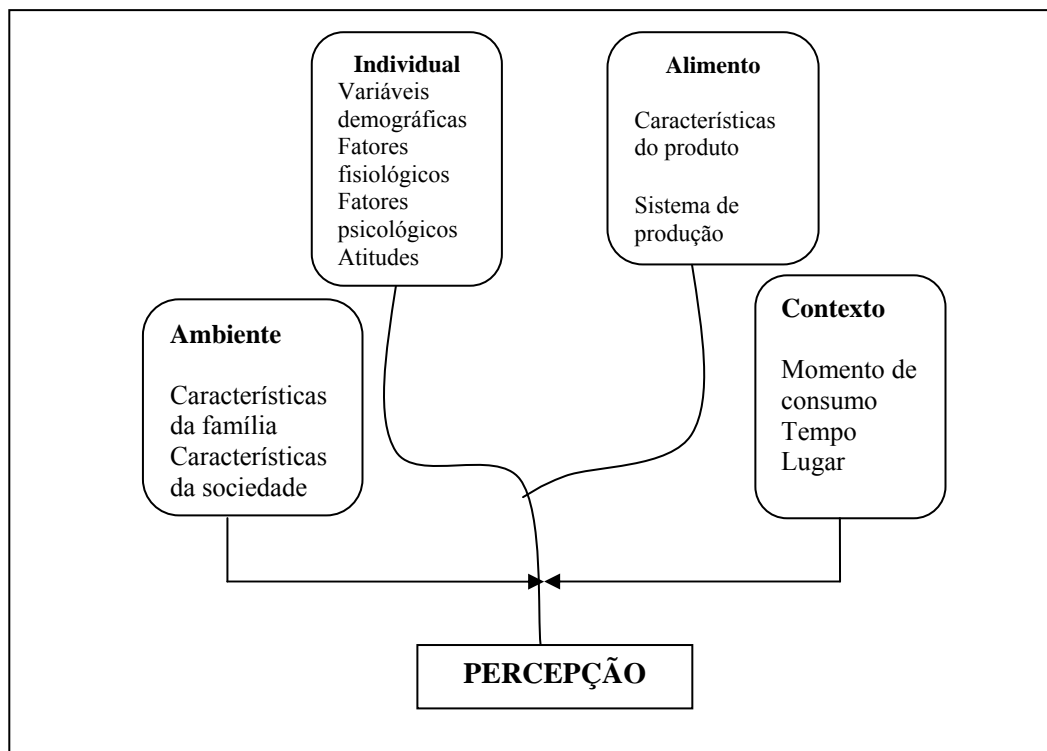 Individual
Variáveis
demográficas
Fatores
fisiológicos
Fatores
psicológicos
Atitudes
Alimento
Características
do produto
Sistema de
produção
Ambiente
Características
da família
Características
da sociedade
Contexto
Momento de
consumo
Tempo
Lugar
PERCEPÇÃO